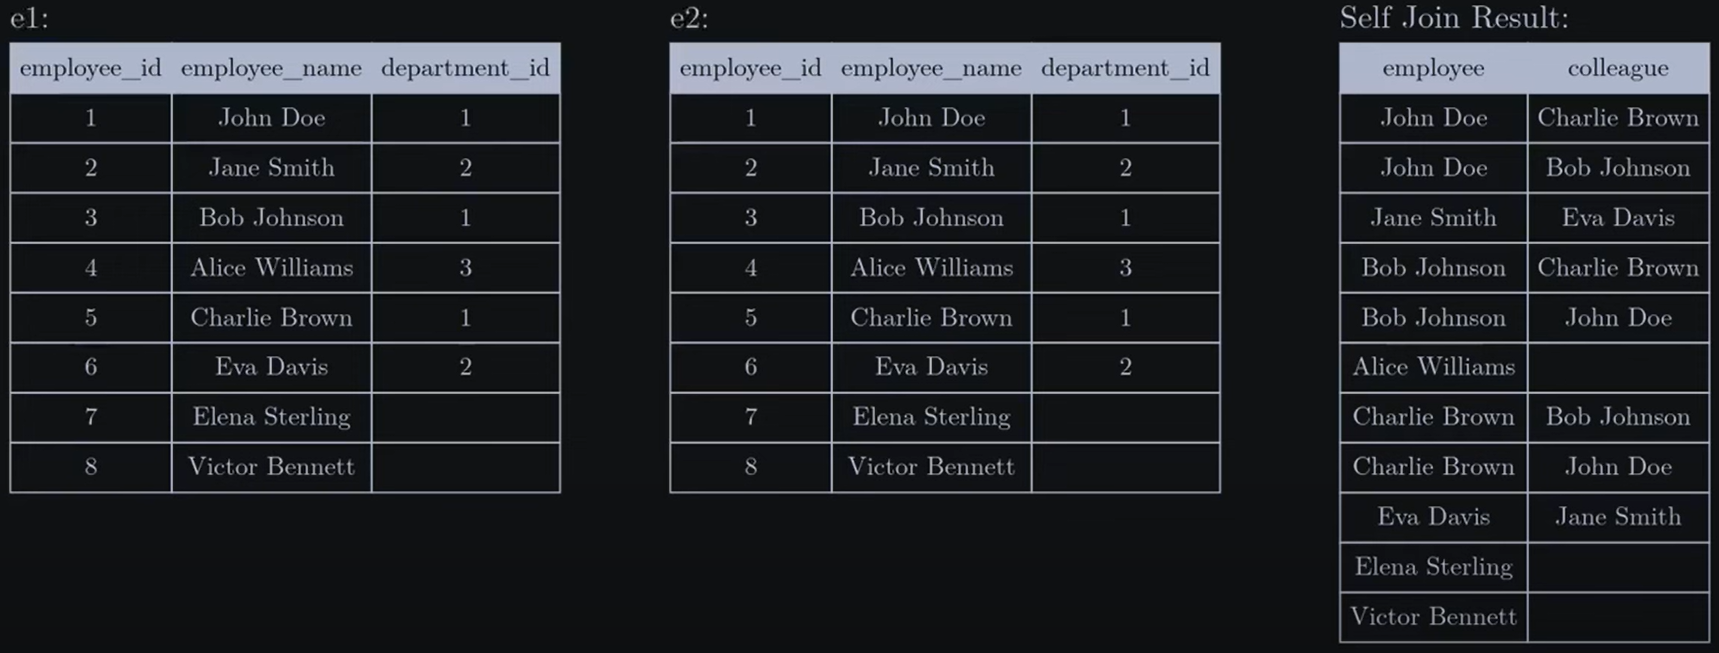 e1:
employee_id employee_name department_id
1 John Doe 1
2 Jane Smith 2
3 Bob Johnson 1
4 Alice Williams 3
5 Charlie Brown 1
6 Eva Davis 2
7 Elena Sterling
8 Victor Bennett
e2:
employee_id employee_name department_id
1 John Doe 1
2 Jane Smith 2
3 Bob Johnson 1
4 Alice Williams 3
5 Charlie Brown 1
6 Eva Davis 2
7 Elena Sterling
8 Victor Bennett
Self Join Result:
employee colleague
John Doe Charlie Brown
John Doe Bob Johnson
Jane Smith Eva Davis
Bob Johnson Charlie Brown
Bob Johnson John Doe
Alice Williams
Charlie Brown Bob Johnson
Charlie Brown John Doe
Eva Davis Jane Smith
Elena Sterling
Victor Bennett